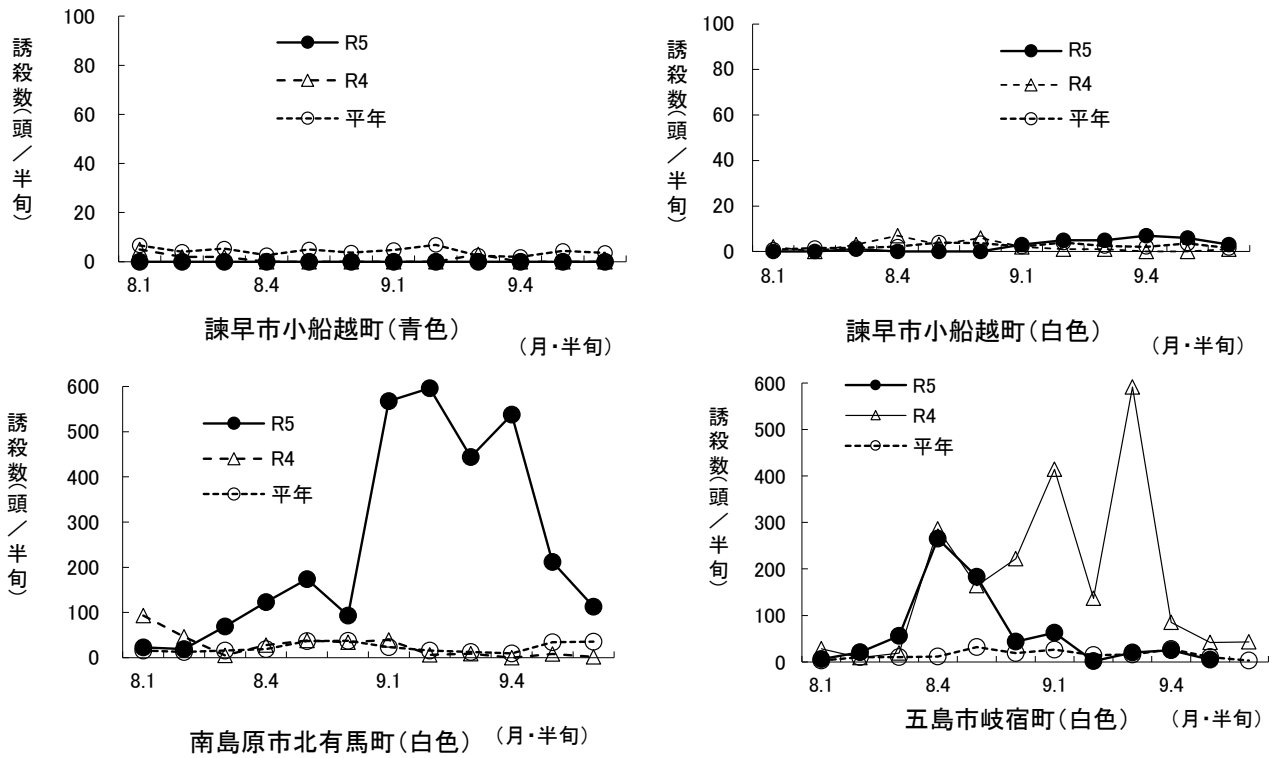 誘殺数(頭/半旬)
100
80
60
40
20
0
R5
R4
平年
8.1 8.4 9.1 9.4
諫早市小船越町(青色)
(月・半旬)
誘殺数(頭/半旬)
100
80
60
40
20
0
R5
R4
平年
8.1 8.4 9.1 9.4
諫早市小船越町(白色)
(月・半旬)
誘殺数(頭/半旬)
600
500
400
300
200
100
0
R5
R4
平年
8.1 8.4 9.1 9.4
南島原市北有馬町(白色) (月・半旬)
誘殺数(頭/半旬)
600
500
400
300
200
100
0
R5
R4
平年
8.1 8.4 9.1 9.4
五島市岐宿町(白色) (月・半旬)